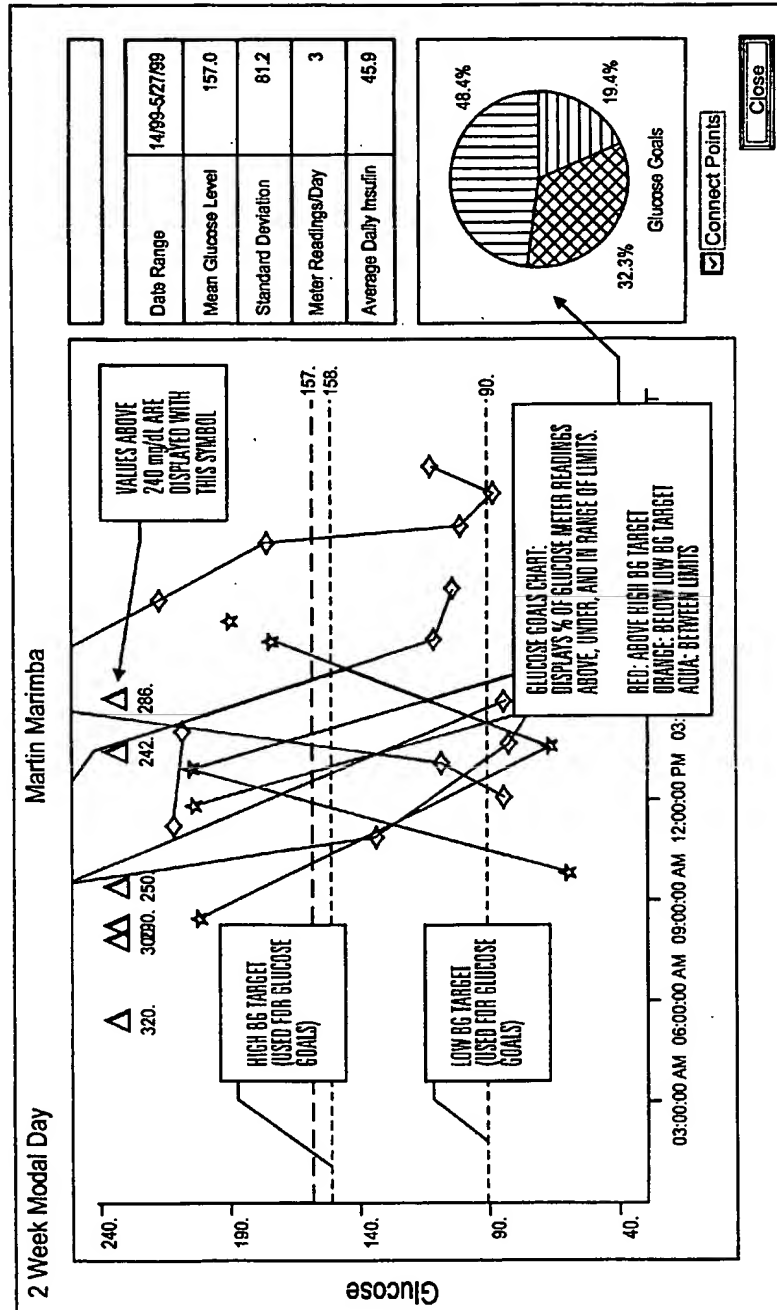 2 Week Modal Day
Martin Marimba
Glucose
240.
190.
140.
90.
40.
320.
290.
250.
242.
286.
VALUES ABOVE
240 mg/dL ARE
DISPLAYED WITH
THIS SYMBOL
157.
158.
90.
HIGH BG TARGET
(USED FOR GLUCOSE
GOALS)
LOW BG TARGET
(USED FOR GLUCOSE
GOALS)
GLUCOSE GOALS CHART:
DISPLAYS % OF GLUCOSE METER READINGS
ABOVE, UNDER, AND IN RANGE OF LIMITS.
RED: ABOVE HIGH BG TARGET
ORANGE: BELOW LOW BG TARGET
AQUA: BETWEEN LIMITS
03:00:00 AM 06:00:00 AM 09:00:00 AM 12:00:00 PM 03:
Date Range 14/99-5/27/99
Mean Glucose Level 157.0
Standard Deviation 81.2
Meter Readings/Day 3
Average Daily Insulin 45.9
48.4%
19.4%
32.3%
Glucose Goals
Connect Points
Close